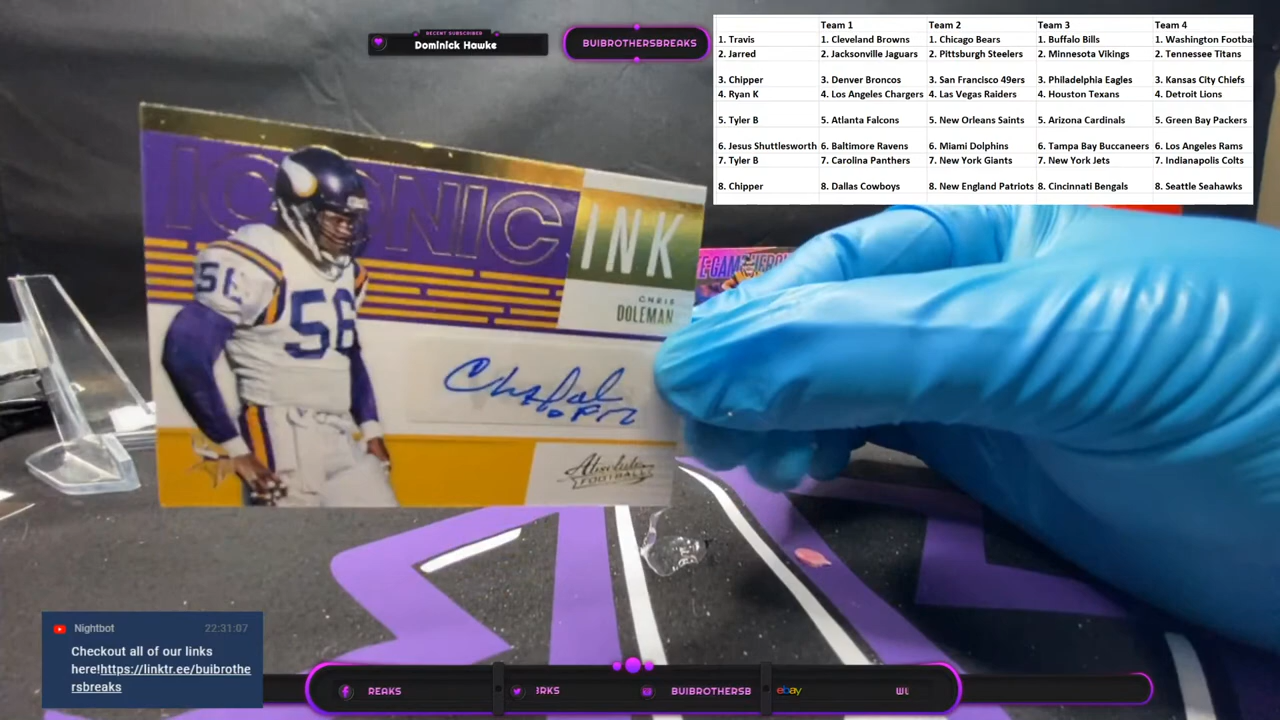 RECENT SUBSCRIBER
Dominick Hawke
BUIBROTHERSBREAKS
Team 1 Team 2 Team 3 Team 4
1. Travis 1. Cleveland Browns 1. Chicago Bears 1. Buffalo Bills 1. Washington Footba
2. Jarred 2. Jacksonville Jaguars 2. Pittsburgh Steelers 2. Minnesota Vikings 2. Tennessee Titans
3. Chipper 3. Denver Broncos 3. San Francisco 49ers 3. Philadelphia Eagles 3. Kansas City Chiefs
4. Ryan K 4. Los Angeles Chargers 4. Las Vegas Raiders 4. Houston Texans 4. Detroit Lions
5. Tyler B 5. Atlanta Falcons 5. New Orleans Saints 5. Arizona Cardinals 5. Green Bay Packers
6. Jesus Shuttlesworth 6. Baltimore Ravens 6. Miami Dolphins 6. Tampa Bay Buccaneers 6. Los Angeles Rams
7. Tyler B 7. Carolina Panthers 7. New York Giants 7. New York Jets 7. Indianapolis Colts
8. Chipper 8. Dallas Cowboys 8. New England Patriots 8. Cincinnati Bengals 8. Seattle Seahawks
ICONIC INK
CHRIS
DOLEMAN
56
56
Absolute
FOOTBALL
Nightbot 22:31:07
Checkout all of our links
here!https://linktr.ee/buibrothe
rsbreaks
REAKS
BUIBROTHERSB
ebay